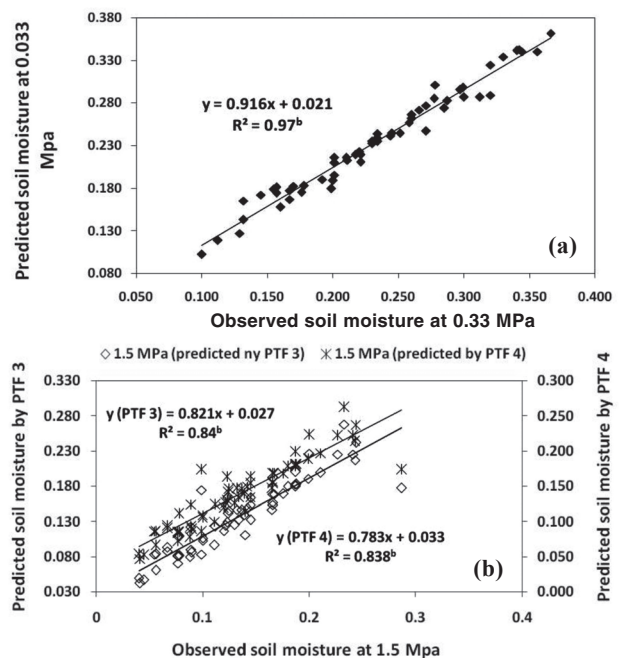 0.380
0.330
0.280
0.230
0.180
0.130
0.080
Predicted soil moisture at 0.033
Mpa
y = 0.916x + 0.021
R² = 0.97ᵇ
(a)
0.050 0.100 0.150 0.200 0.250 0.300 0.350 0.400
Observed soil moisture at 0.33 MPa
◇ 1.5 MPa (predicted ny PTF 3) 1.5 MPa (predicted by PTF 4)
0.330
0.280
0.230
0.180
0.130
0.080
0.030
Predicted soil moisture by PTF 3
y (PTF 3) = 0.821x + 0.027
R² = 0.84ᵇ
y (PTF 4) = 0.783x + 0.033
R² = 0.838ᵇ
(b)
0.300
0.250
0.200
0.150
0.100
0.050
0.000
Predicted soil moisture by PTF 4
0 0.1 0.2 0.3 0.4
Observed soil moisture at 1.5 Mpa